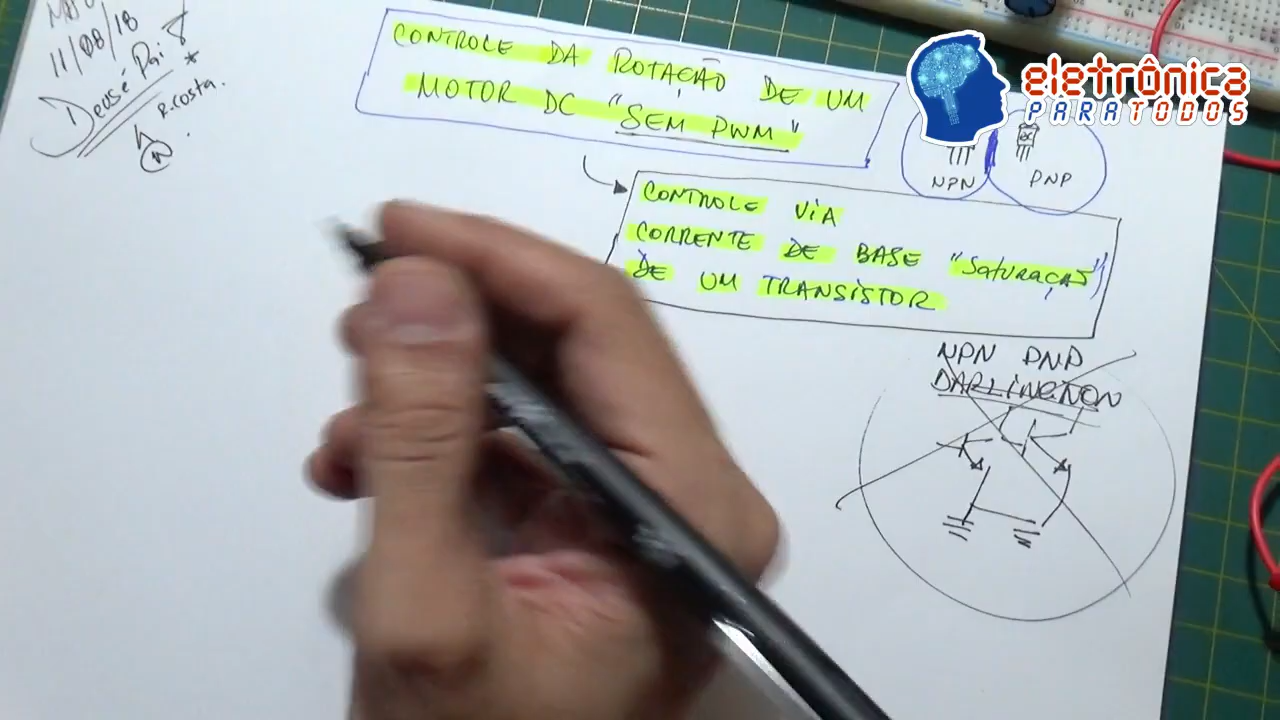 11/08/18
Deus é Pai
R.costa.
CONTROLE DA ROTAÇÃO DE UM
MOTOR DC "SEM PWM"
eletrônica
PARATODOS
NPN PNP
CONTROLE VIA
CORRENTE DE BASE "SATURAÇÃO"
DE UM TRANSISTOR
NPN PNP
DARLINGTON